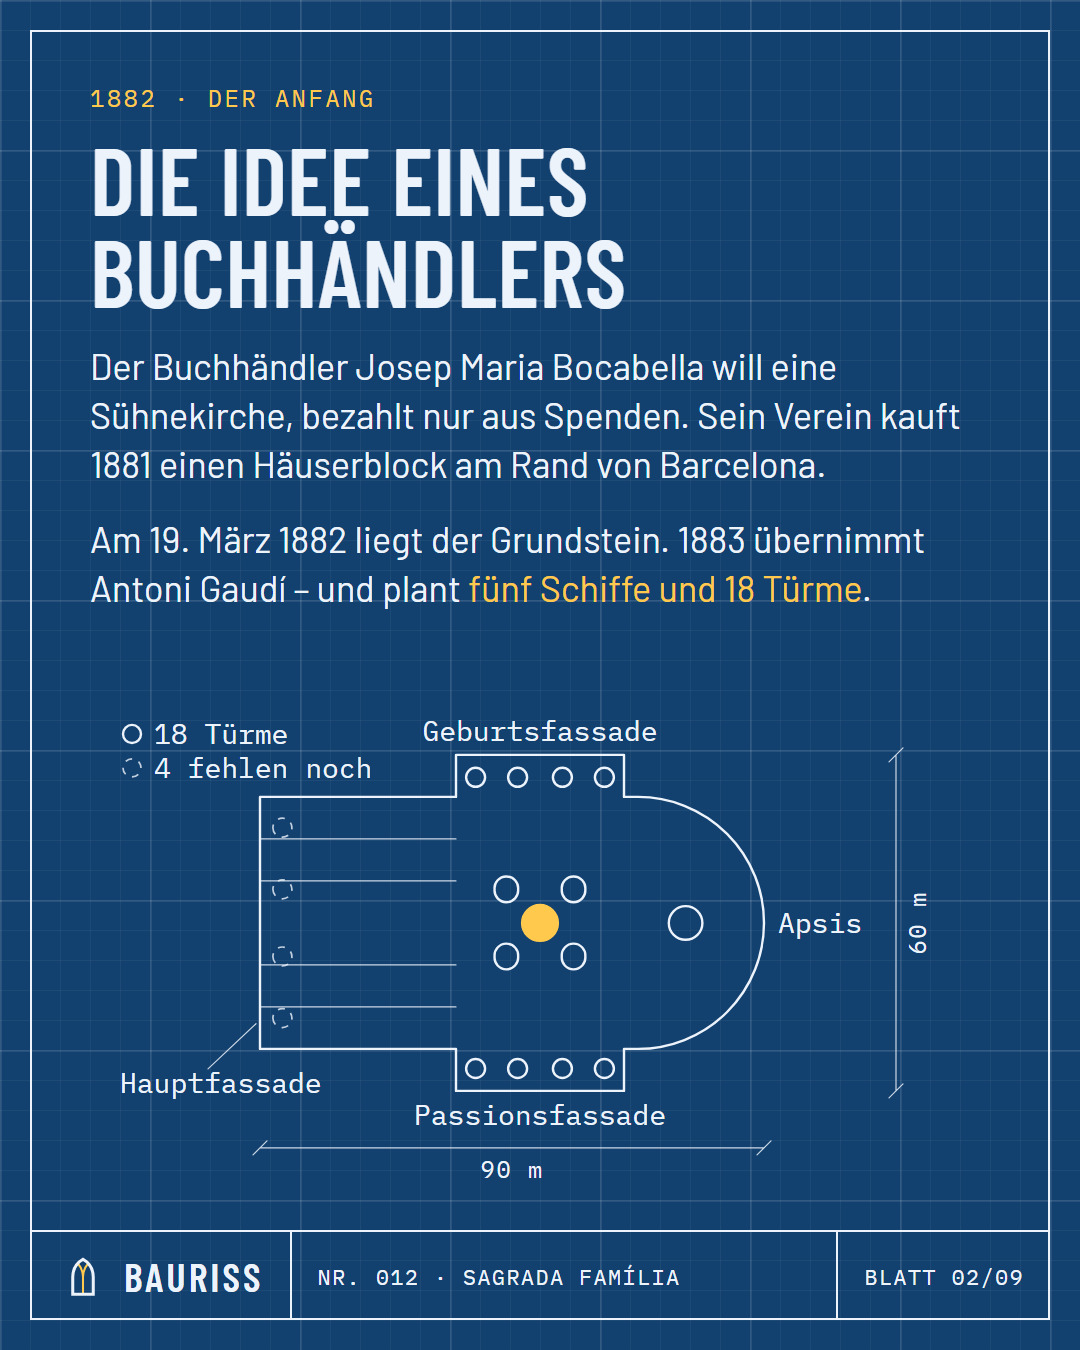 1882 · DER ANFANG
DIE IDEE EINES
BUCHHÄNDLERS
Der Buchhändler Josep Maria Bocabella will eine
Sühnekirche, bezahlt nur aus Spenden. Sein Verein kauft
1881 einen Häuserblock am Rand von Barcelona.
Am 19. März 1882 liegt der Grundstein. 1883 übernimmt
Antoni Gaudí – und plant fünf Schiffe und 18 Türme.
18 Türme
4 fehlen noch
Geburtsfassade
Apsis
60 m
Hauptfassade
Passionsfassade
90 m
BAURISS
NR. 012 · SAGRADA FAMÍLIA
BLATT 02/09